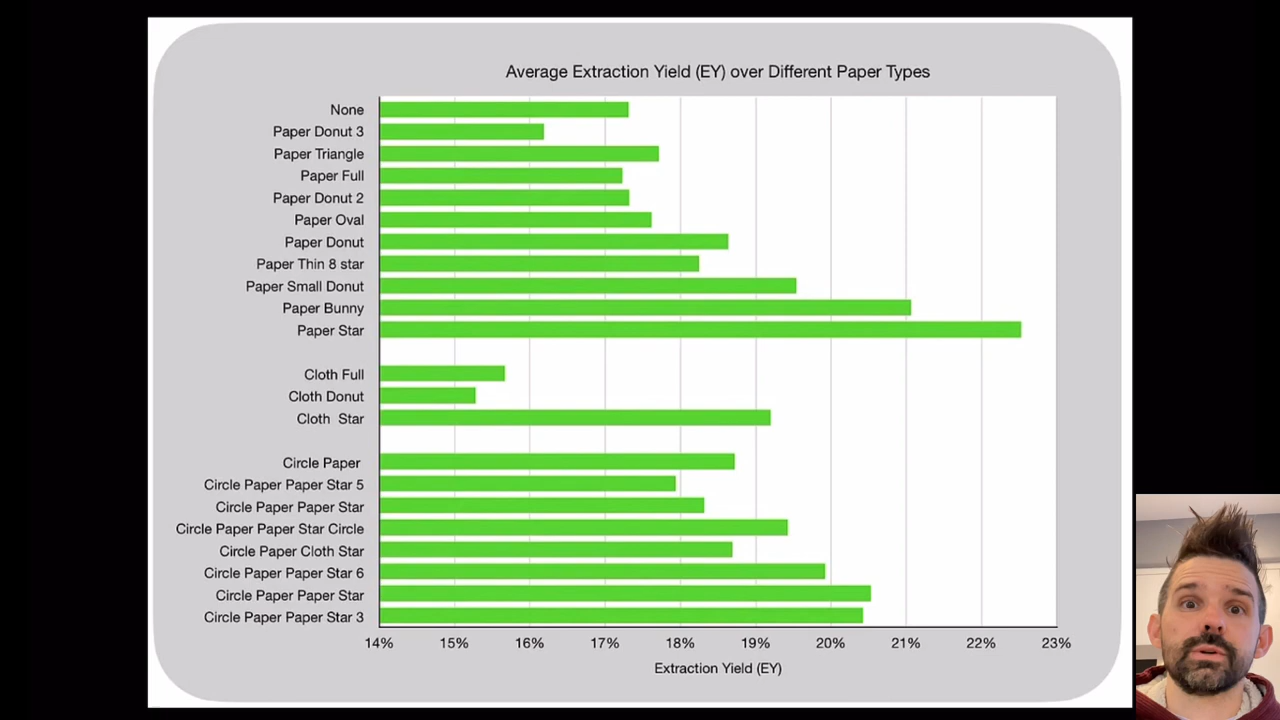 Average Extraction Yield (EY) over Different Paper Types
None
Paper Donut 3
Paper Triangle
Paper Full
Paper Donut 2
Paper Oval
Paper Donut
Paper Thin 8 star
Paper Small Donut
Paper Bunny
Paper Star
Cloth Full
Cloth Donut
Cloth Star
Circle Paper
Circle Paper Paper Star 5
Circle Paper Paper Star
Circle Paper Paper Star Circle
Circle Paper Cloth Star
Circle Paper Paper Star 6
Circle Paper Paper Star
Circle Paper Paper Star 3
14% 15% 16% 17% 18% 19% 20% 21% 22% 23%
Extraction Yield (EY)